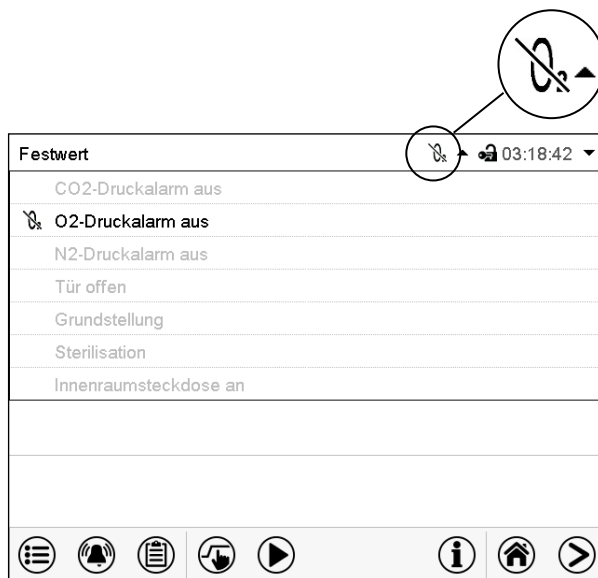 Festwert 03:18:42
CO2-Druckalarm aus
O2-Druckalarm aus
N2-Druckalarm aus
Tür offen
Grundstellung
Sterilisation
Innenraumsteckdose an